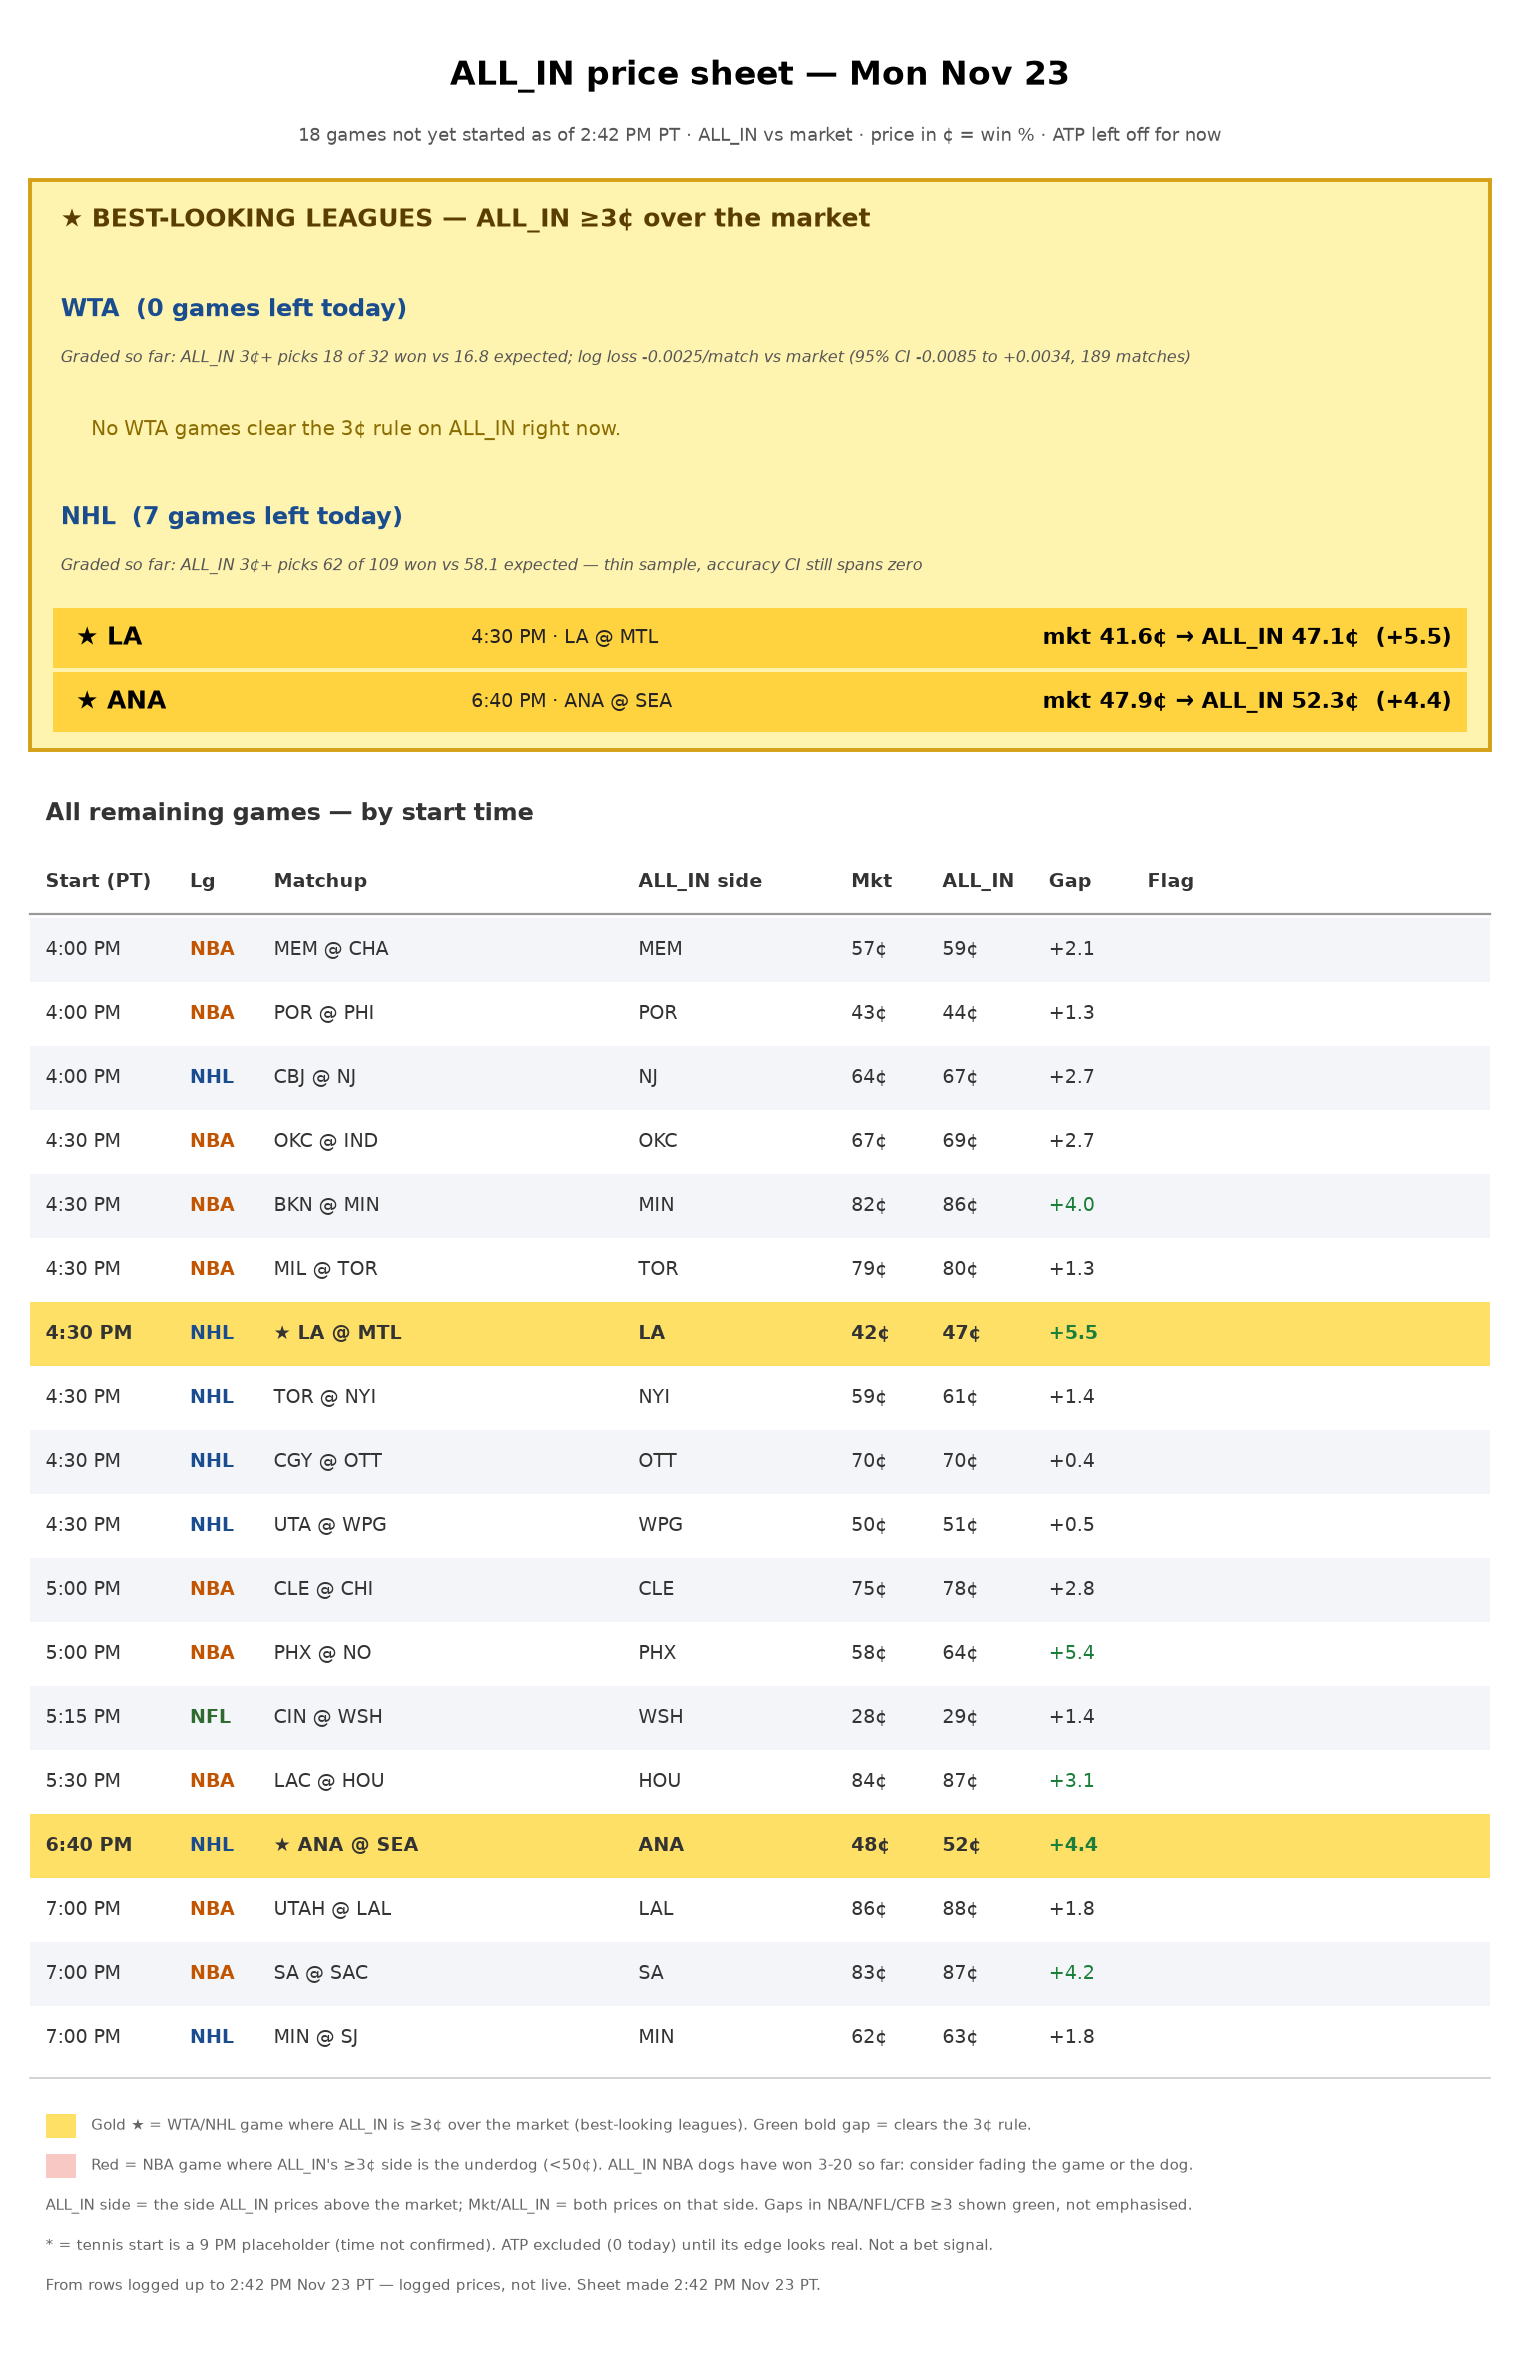 ALL_IN price sheet — Mon Nov 23
18 games not yet started as of 2:42 PM PT · ALL_IN vs market · price in ¢ = win % · ATP left off for now
★ BEST-LOOKING LEAGUES — ALL_IN ≥3¢ over the market
WTA (0 games left today)
Graded so far: ALL_IN 3¢+ picks 18 of 32 won vs 16.8 expected; log loss -0.0025/match vs market (95% CI -0.0085 to +0.0034, 189 matches)
No WTA games clear the 3¢ rule on ALL_IN right now.
NHL (7 games left today)
Graded so far: ALL_IN 3¢+ picks 62 of 109 won vs 58.1 expected — thin sample, accuracy CI still spans zero
★ LA 4:30 PM · LA @ MTL mkt 41.6¢ → ALL_IN 47.1¢ (+5.5)
★ ANA 6:40 PM · ANA @ SEA mkt 47.9¢ → ALL_IN 52.3¢ (+4.4)
All remaining games — by start time
Start (PT) Lg Matchup ALL_IN side Mkt ALL_IN Gap Flag
4:00 PM NBA MEM @ CHA MEM 57¢ 59¢ +2.1
4:00 PM NBA POR @ PHI POR 43¢ 44¢ +1.3
4:00 PM NHL CBJ @ NJ NJ 64¢ 67¢ +2.7
4:30 PM NBA OKC @ IND OKC 67¢ 69¢ +2.7
4:30 PM NBA BKN @ MIN MIN 82¢ 86¢ +4.0
4:30 PM NBA MIL @ TOR TOR 79¢ 80¢ +1.3
4:30 PM NHL ★ LA @ MTL LA 42¢ 47¢ +5.5
4:30 PM NHL TOR @ NYI NYI 59¢ 61¢ +1.4
4:30 PM NHL CGY @ OTT OTT 70¢ 70¢ +0.4
4:30 PM NHL UTA @ WPG WPG 50¢ 51¢ +0.5
5:00 PM NBA CLE @ CHI CLE 75¢ 78¢ +2.8
5:00 PM NBA PHX @ NO PHX 58¢ 64¢ +5.4
5:15 PM NFL CIN @ WSH WSH 28¢ 29¢ +1.4
5:30 PM NBA LAC @ HOU HOU 84¢ 87¢ +3.1
6:40 PM NHL ★ ANA @ SEA ANA 48¢ 52¢ +4.4
7:00 PM NBA UTAH @ LAL LAL 86¢ 88¢ +1.8
7:00 PM NBA SA @ SAC SA 83¢ 87¢ +4.2
7:00 PM NHL MIN @ SJ MIN 62¢ 63¢ +1.8
Gold ★ = WTA/NHL game where ALL_IN is ≥3¢ over the market (best-looking leagues). Green bold gap = clears the 3¢ rule.
Red = NBA game where ALL_IN's ≥3¢ side is the underdog (<50¢). ALL_IN NBA dogs have won 3-20 so far: consider fading the game or the dog.
ALL_IN side = the side ALL_IN prices above the market; Mkt/ALL_IN = both prices on that side. Gaps in NBA/NFL/CFB ≥3 shown green, not emphasised.
* = tennis start is a 9 PM placeholder (time not confirmed). ATP excluded (0 today) until its edge looks real. Not a bet signal.
From rows logged up to 2:42 PM Nov 23 PT — logged prices, not live. Sheet made 2:42 PM Nov 23 PT.